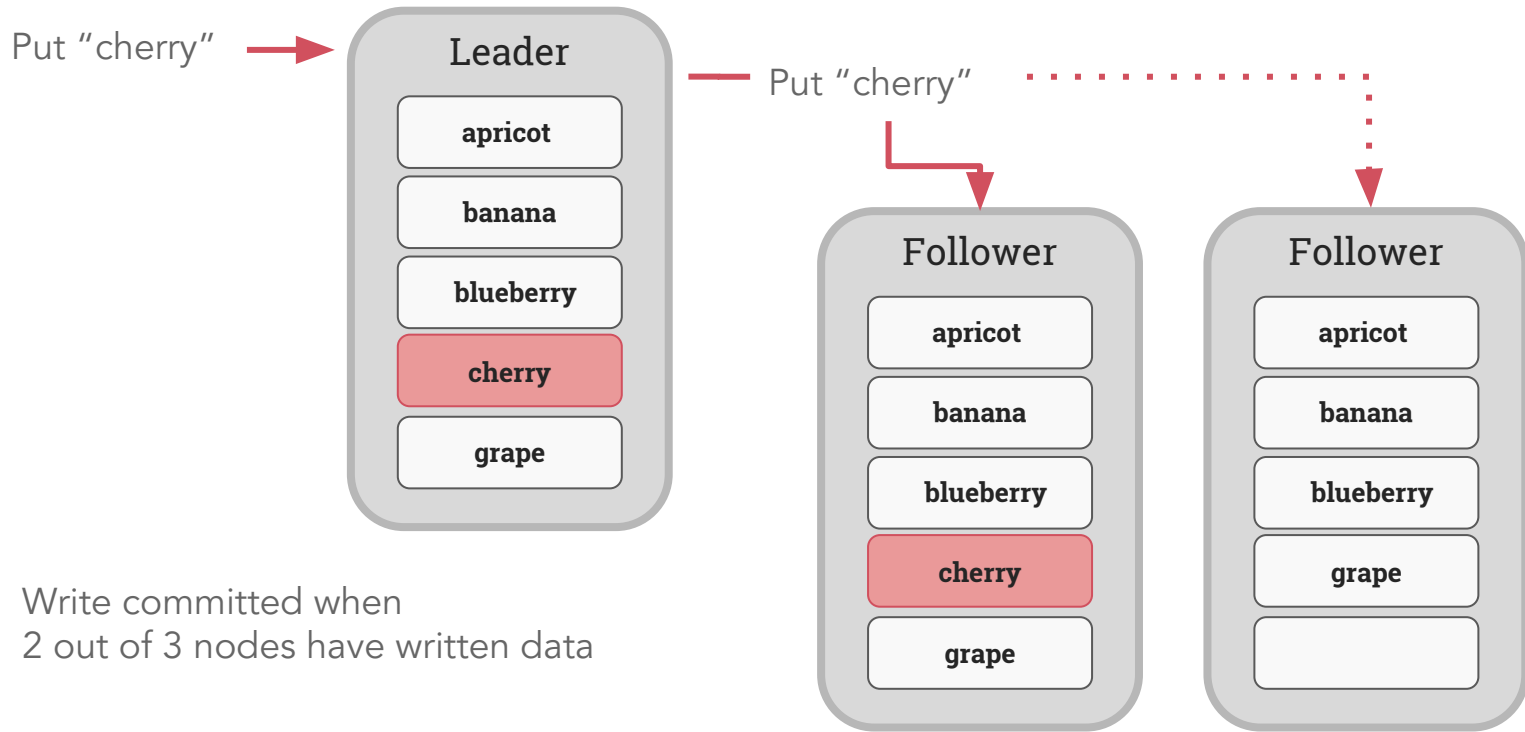 Put “cherry”
Leader
apricot
banana
blueberry
cherry
grape
Put “cherry”
Follower
apricot
banana
blueberry
cherry
grape
Follower
apricot
banana
blueberry
grape
Write committed when
2 out of 3 nodes have written data